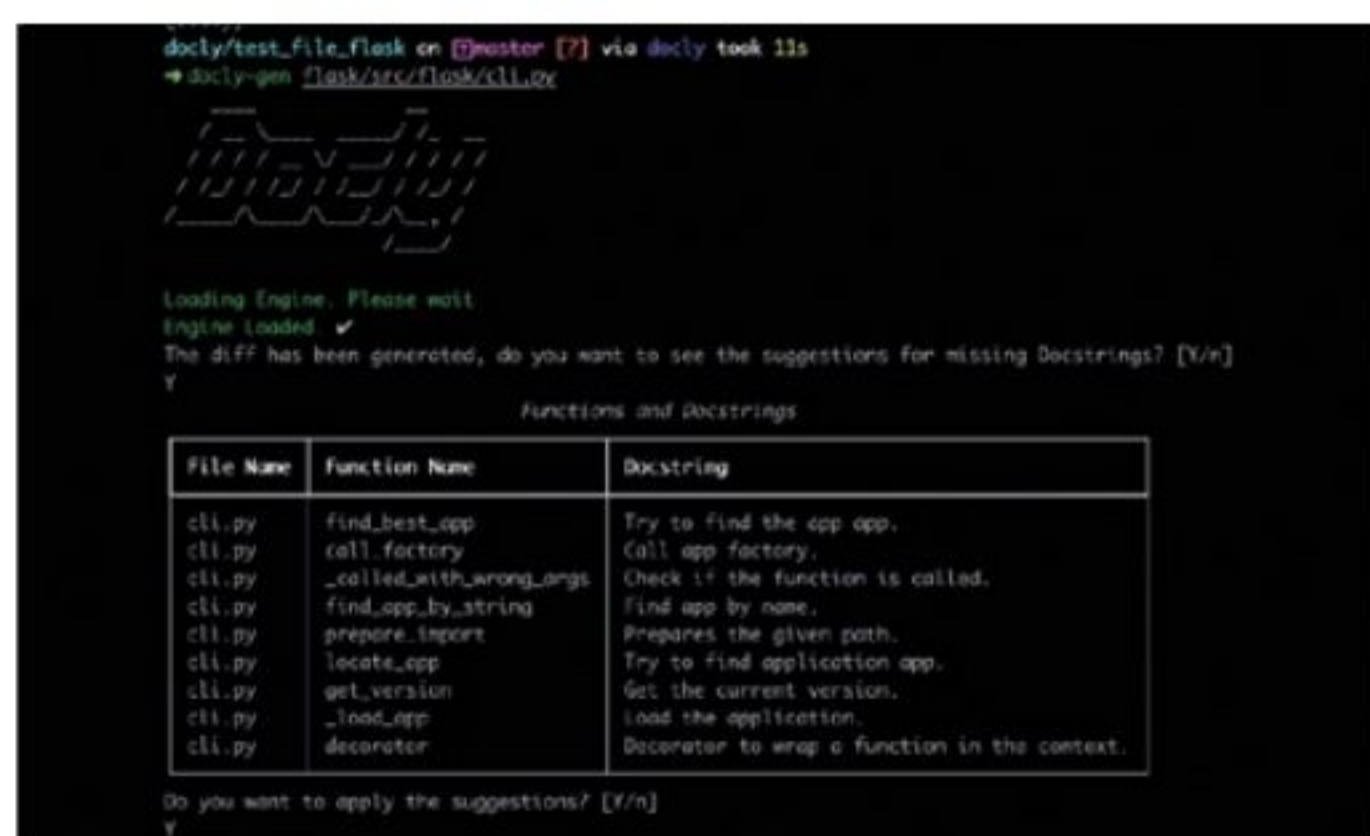 docly/test_file_flask on master [?] via docly took 11s
➜ docly-gen flask/src/flask/cli.py
Docly
Loading Engine. Please wait
Engine Loaded ✔
The diff has been generated, do you want to see the suggestions for missing Docstrings? [Y/n]
Y
Functions and Docstrings
File Name Function Name Docstring
cli.py find_best_app Try to find the app app.
cli.py call_factory Call app factory.
cli.py _called_with_wrong_args Check if the function is called.
cli.py find_app_by_string Find app by name.
cli.py prepare_import Prepares the given path.
cli.py locate_app Try to find application app.
cli.py get_version Get the current version.
cli.py _load_app Load the application.
cli.py decorator Decorator to wrap a function in the context.
Do you want to apply the suggestions? [Y/n]
Y